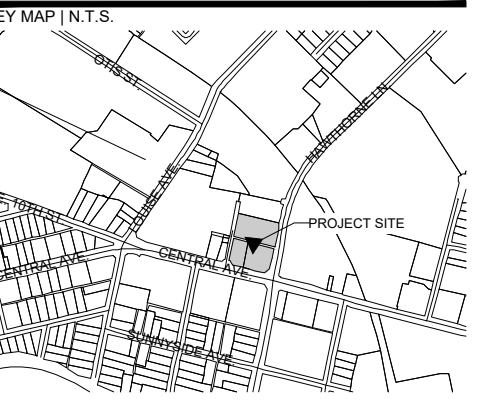 EY MAP | N.T.S.
OTIS ST
HAWTHORNE LN
E 10TH ST
PROJECT SITE
CENTRAL AVE
CENTRAL AVE
SUNNYSIDE AVE